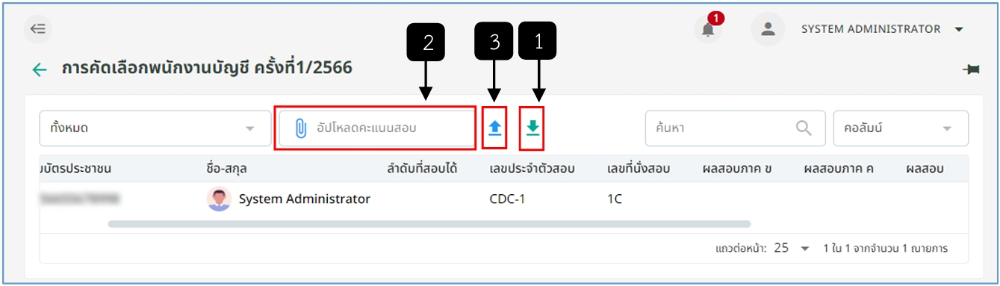 1
SYSTEM ADMINISTRATOR
2
3
1
การคัดเลือกพนักงานบัญชี ครั้งที่1/2566
ทั้งหมด
อัปโหลดคะแนนสอบ
ค้นหา
คอลัมน์
บัตรประชาชน ชื่อ-สกุล ลำดับที่สอบได้ เลขประจำตัวสอบ เลขที่นั่งสอบ ผลสอบภาค ข ผลสอบภาค ค ผลสอบ
System Administrator CDC-1 1C
แถวต่อหน้า: 25 1 ใน 1 จากจำนวน 1 ณายการ